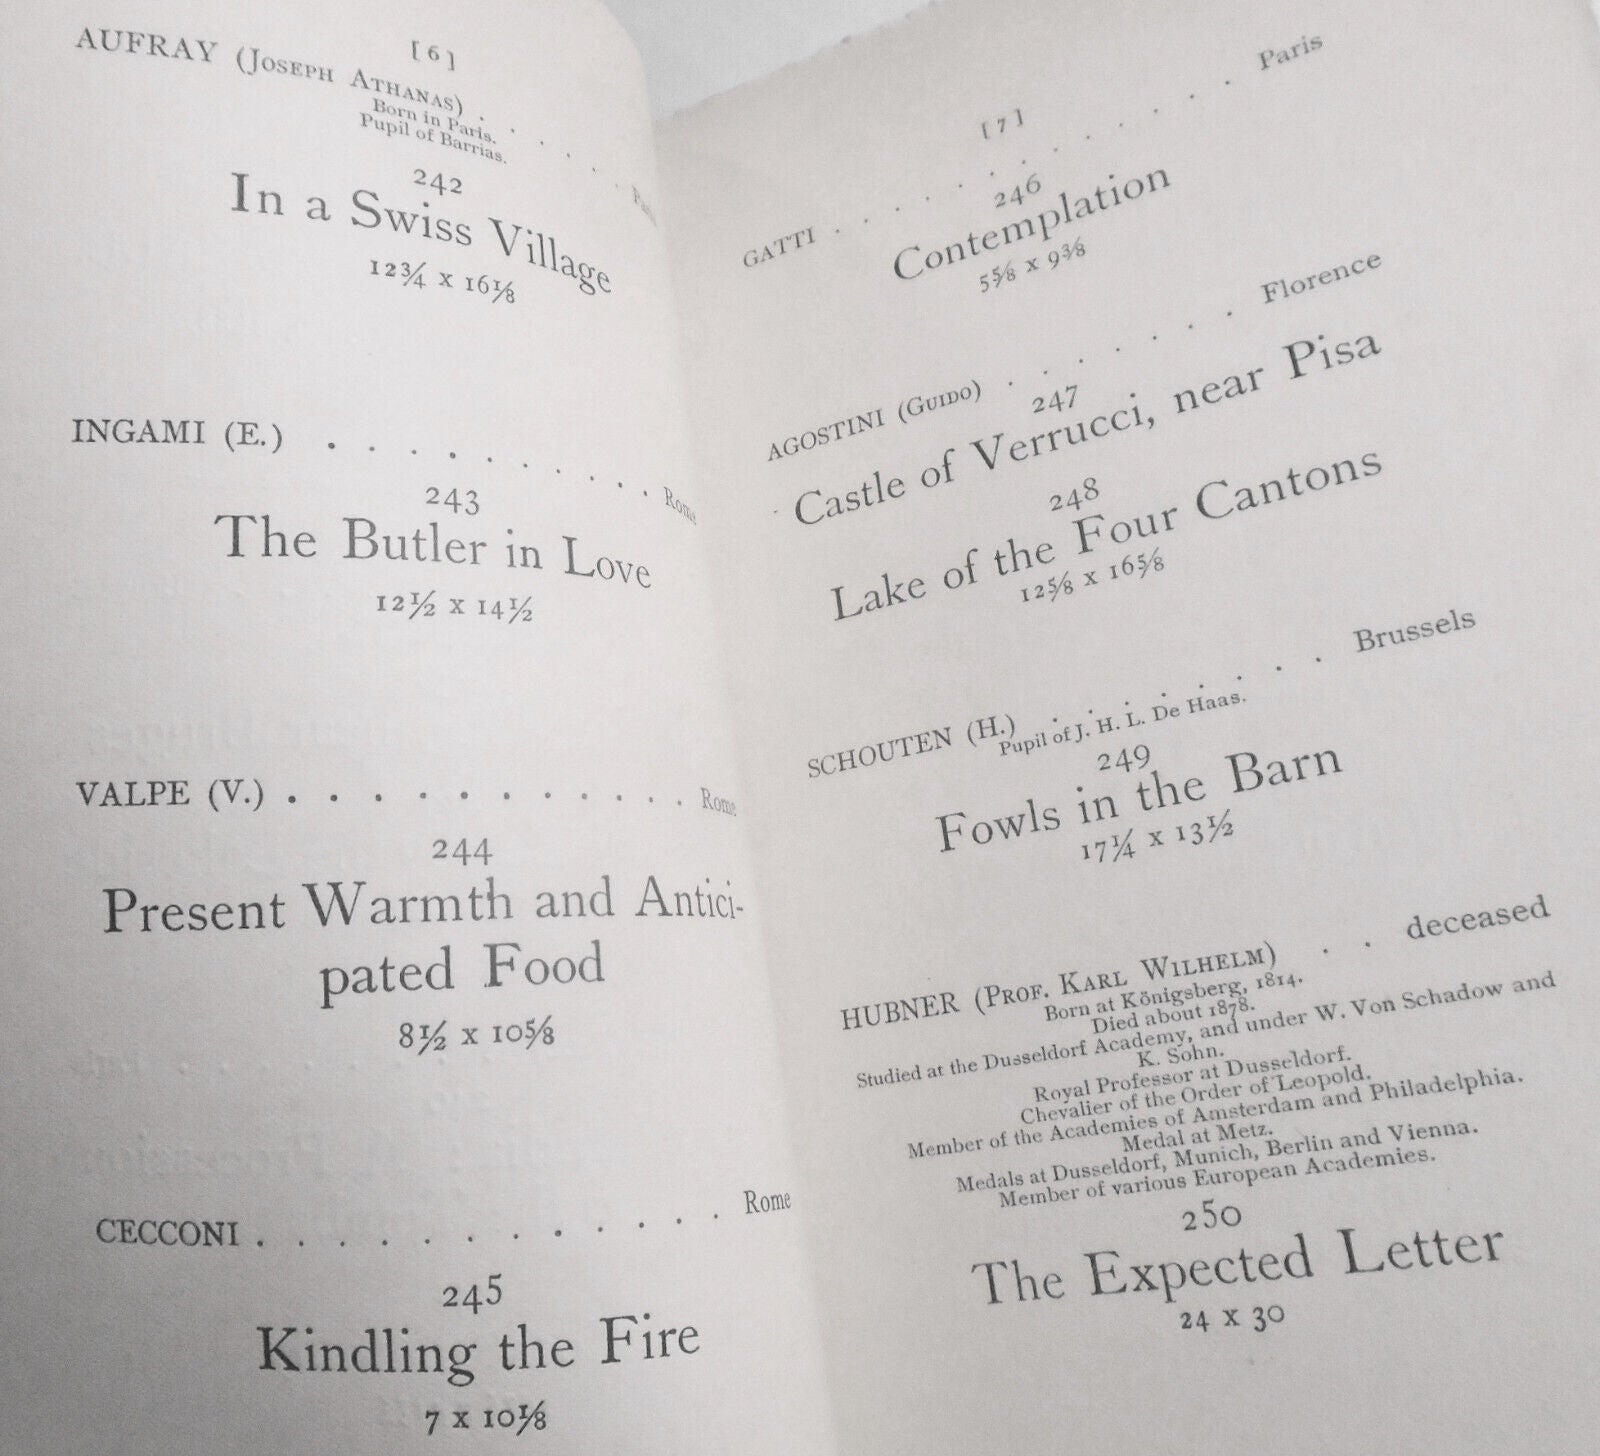 [ 6 ]
AUFRAY (JOSEPH ATHANAS) . . . . . . Paris
Born in Paris.
Pupil of Barrias.
242
In a Swiss Village
12¾ x 16⅛
INGAMI (E.) . . . . . . . . . Rome
243
The Butler in Love
12½ x 14½
VALPE (V.) . . . . . . . . . . Rome
244
Present Warmth and Antici-
pated Food
8½ x 10⅝
CECCONI . . . . . . . . . . . . Rome
245
Kindling the Fire
7 x 10⅛
[ 7 ]
GATTI . . . . . . . . . . . . . Paris
246
Contemplation
5⅝ x 9⅜
AGOSTINI (GUIDO) . . . . . . . Florence
247
Castle of Verrucci, near Pisa
248
Lake of the Four Cantons
12⅝ x 16⅝
SCHOUTEN (H.) . . . . . . . . Brussels
Pupil of J. H. L. De Haas.
249
Fowls in the Barn
17¼ x 13½
HUBNER (PROF. KARL WILHELM) . . deceased
Born at Königsberg, 1814.
Died about 1878.
Studied at the Dusseldorf Academy, and under W. Von Schadow and
K. Sohn.
Royal Professor at Dusseldorf.
Chevalier of the Order of Leopold.
Member of the Academies of Amsterdam and Philadelphia.
Medal at Metz.
Medals at Dusseldorf, Munich, Berlin and Vienna.
Member of various European Academies.
250
The Expected Letter
24 x 30